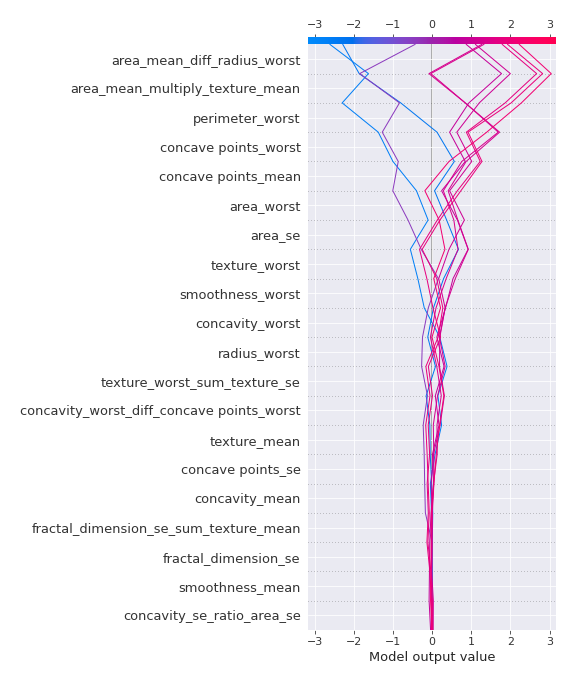 −3 −2 −1 0 1 2 3
area_mean_diff_radius_worst
area_mean_multiply_texture_mean
perimeter_worst
concave points_worst
concave points_mean
area_worst
area_se
texture_worst
smoothness_worst
concavity_worst
radius_worst
texture_worst_sum_texture_se
concavity_worst_diff_concave points_worst
texture_mean
concave points_se
concavity_mean
fractal_dimension_se_sum_texture_mean
fractal_dimension_se
smoothness_mean
concavity_se_ratio_area_se
−3 −2 −1 0 1 2 3
Model output value